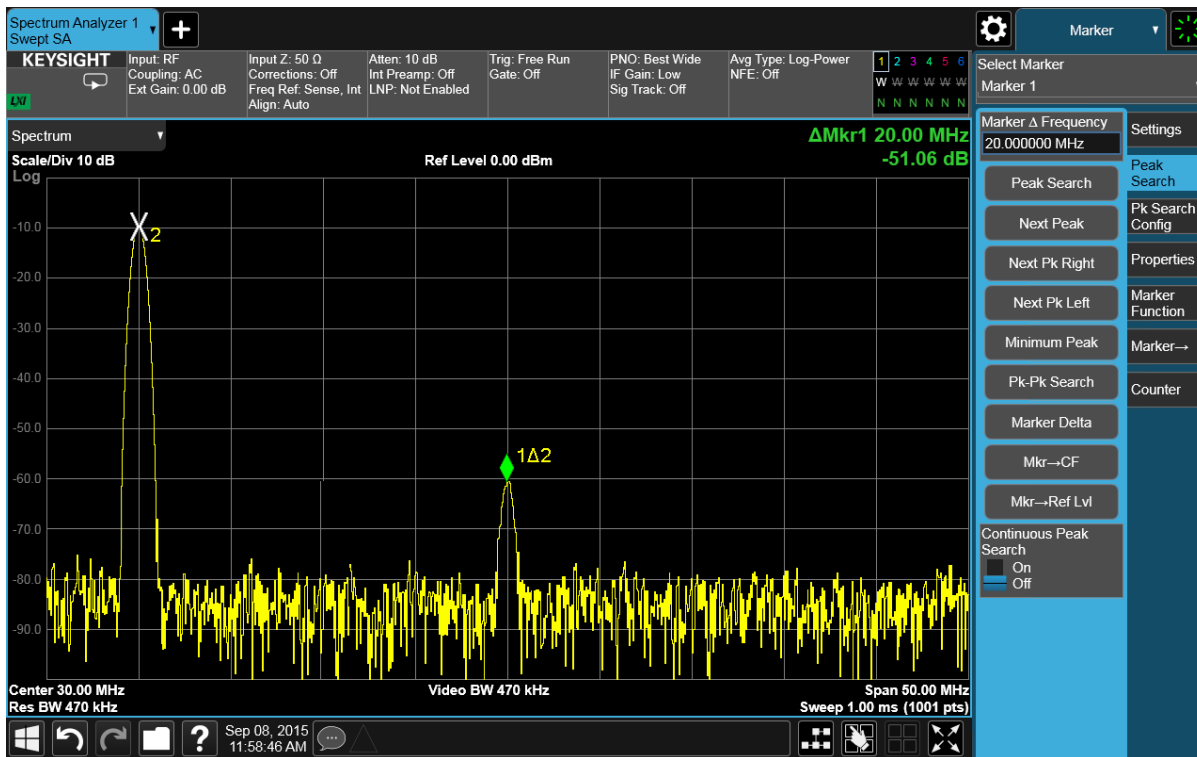 Spectrum Analyzer 1
Swept SA
Marker
KEYSIGHT
LXI
Input: RF
Coupling: AC
Ext Gain: 0.00 dB
Input Z: 50 Ω
Corrections: Off
Freq Ref: Sense, Int
Align: Auto
Atten: 10 dB
Int Preamp: Off
LNP: Not Enabled
Trig: Free Run
Gate: Off
PNO: Best Wide
IF Gain: Low
Sig Track: Off
Avg Type: Log-Power
NFE: Off
1 2 3 4 5 6
W W W W W W
N N N N N N
Select Marker
Marker 1
Spectrum
ΔMkr1 20.00 MHz
Scale/Div 10 dB
Ref Level 0.00 dBm
-51.06 dB
Log
-10.0
-20.0
-30.0
-40.0
-50.0
-60.0
-70.0
-80.0
-90.0
2
1Δ2
Center 30.00 MHz
Video BW 470 kHz
Span 50.00 MHz
Res BW 470 kHz
Sweep 1.00 ms (1001 pts)
Marker Δ Frequency
20.000000 MHz
Peak Search
Next Peak
Next Pk Right
Next Pk Left
Minimum Peak
Pk-Pk Search
Marker Delta
Mkr→CF
Mkr→Ref Lvl
Continuous Peak
Search
On
Off
Settings
Peak
Search
Pk Search
Config
Properties
Marker
Function
Marker→
Counter
?
Sep 08, 2015
11:58:46 AM